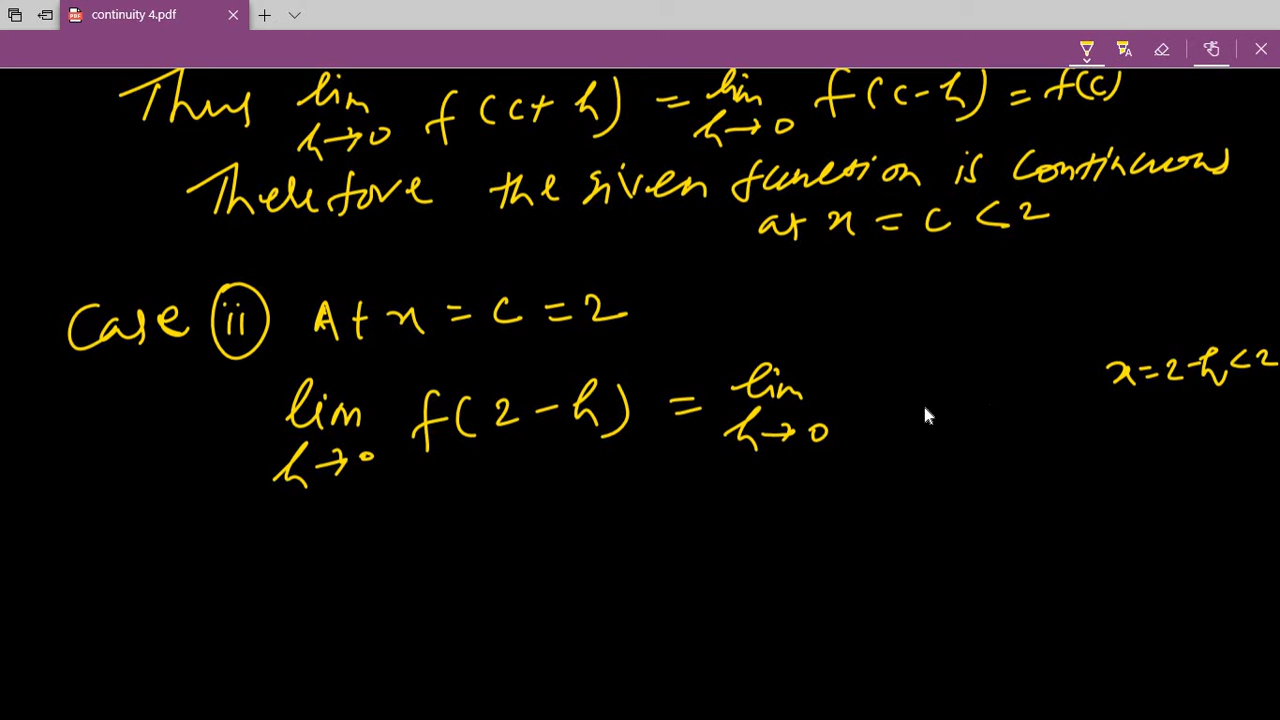 continuity 4.pdf
Thus lim h→0 f(c+h) = lim h→0 f(c-h) = f(c)
Therefore the given function is continuous
at x = c < 2
Case (ii) At x = c = 2
x = 2-h < 2
lim h→0 f(2-h) = lim h→0